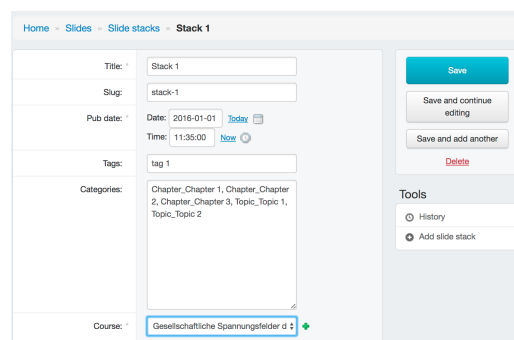 Home » Slides » Slide stacks » Stack 1
Title: * Stack 1
Slug: stack-1
Pub date: * Date: 2016-01-01 Today
Time: 11:35:00 Now
Tags: tag 1
Categories: Chapter_Chapter 1, Chapter_Chapter
2, Chapter_Chapter 3, Topic_Topic 1,
Topic_Topic 2
Course: * Gesellschaftliche Spannungsfelder d
Save
Save and continue
editing
Save and add another
Delete
Tools
History
Add slide stack